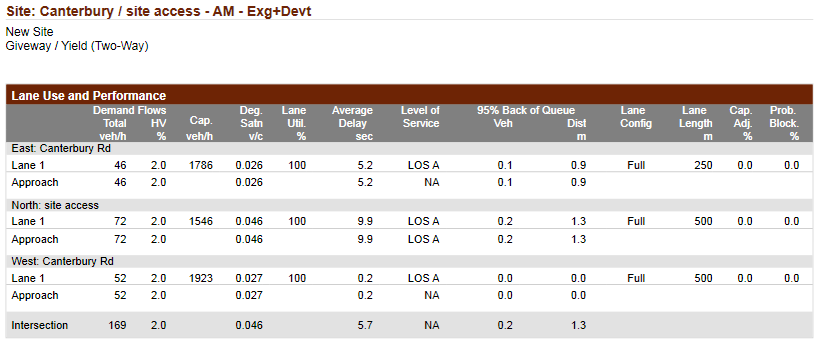 Site: Canterbury / site access - AM - Exg+Devt
New Site
Giveway / Yield (Two-Way)
Lane Use and Performance
Demand Flows Cap. Deg. Lane Average Level of 95% Back of Queue Lane Lane Cap. Prob.
Total HV Satn Util. Delay Service Veh Dist Config Length Adj. Block.
veh/h % veh/h v/c % sec m m % %
East: Canterbury Rd
Lane 1 46 2.0 1786 0.026 100 5.2 LOS A 0.1 0.9 Full 250 0.0 0.0
Approach 46 2.0 0.026 5.2 NA 0.1 0.9
North: site access
Lane 1 72 2.0 1546 0.046 100 9.9 LOS A 0.2 1.3 Full 500 0.0 0.0
Approach 72 2.0 0.046 9.9 LOS A 0.2 1.3
West: Canterbury Rd
Lane 1 52 2.0 1923 0.027 100 0.2 LOS A 0.0 0.0 Full 500 0.0 0.0
Approach 52 2.0 0.027 0.2 NA 0.0 0.0
Intersection 169 2.0 0.046 5.7 NA 0.2 1.3